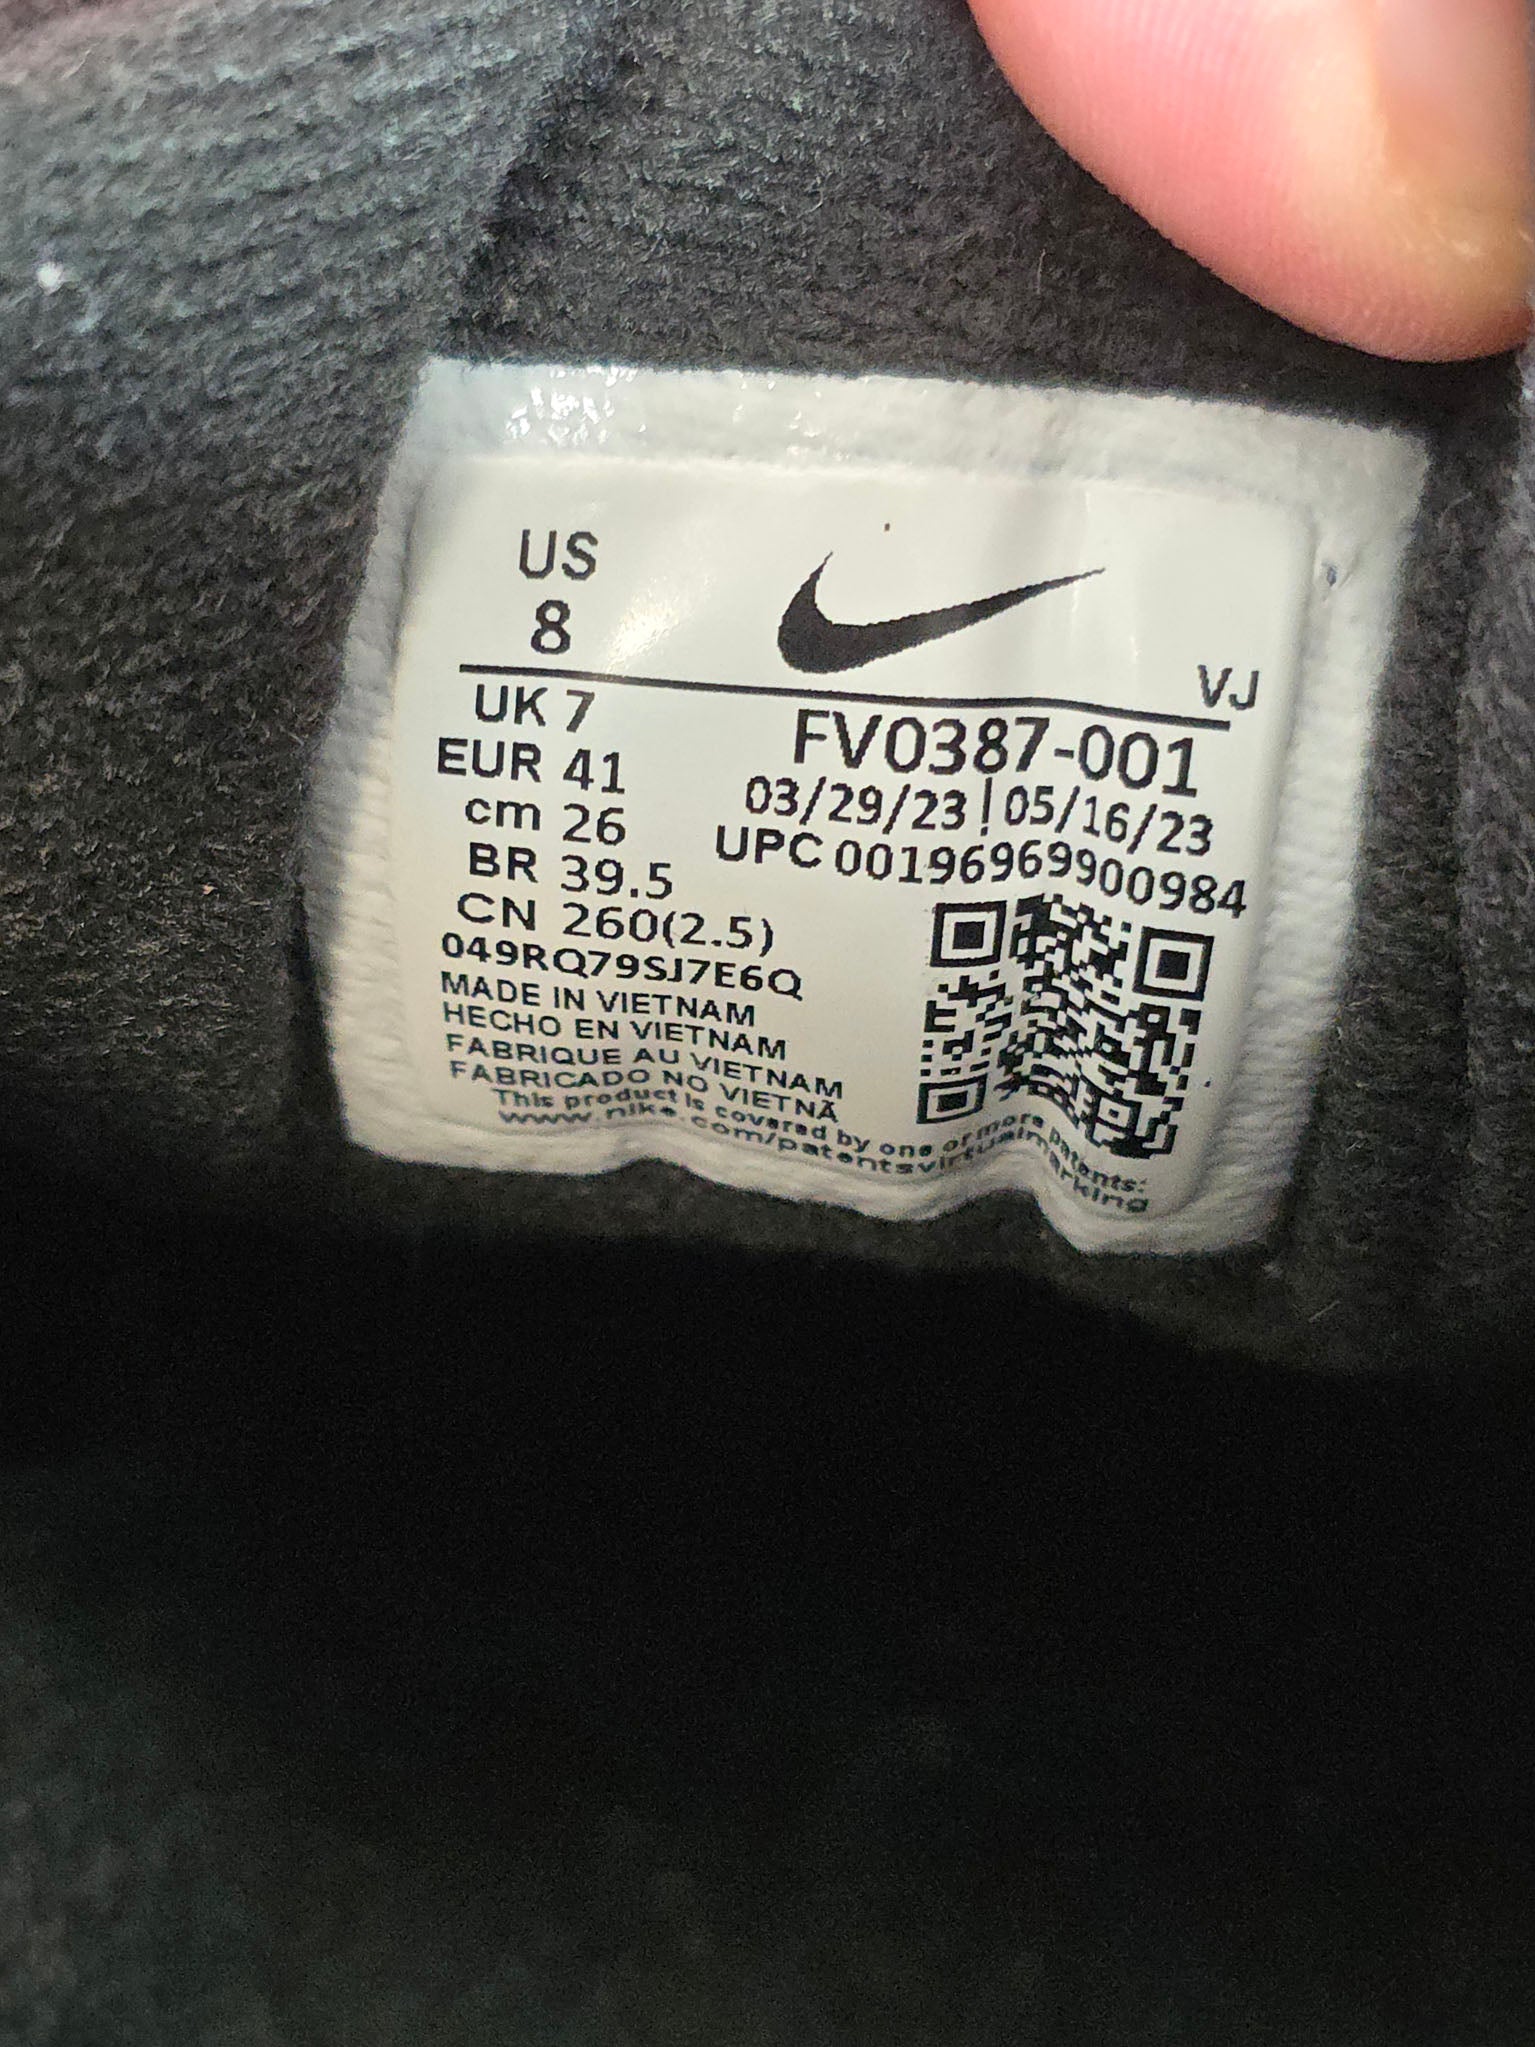 US
8
VJ
UK 7
EUR 41
cm 26
BR 39.5
CN 260(2.5)
FV0387-001
03/29/23 | 05/16/23
UPC 00196969900984
049RQ79SJ7E6Q
MADE IN VIETNAM
HECHO EN VIETNAM
FABRIQUE AU VIETNAM
FABRICADO NO VIETNÃ
This product is covered by one or more patents:
www.nike.com/patentsvirtualmarking